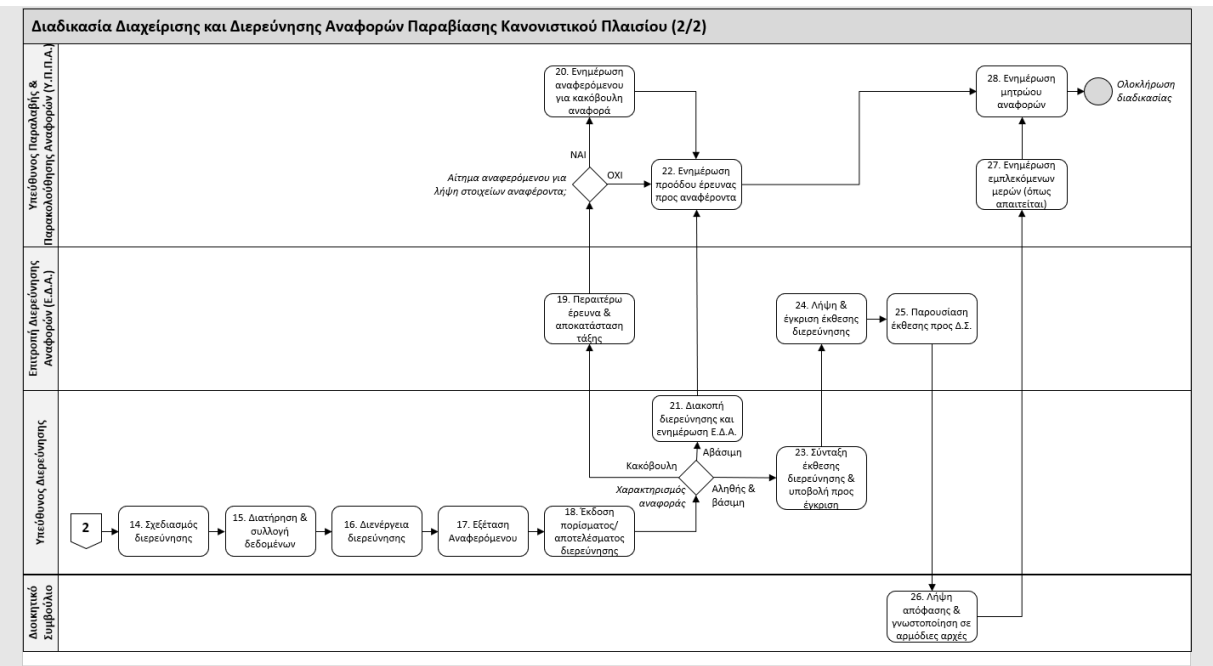 Διαδικασία Διαχείρισης και Διερεύνησης Αναφορών Παραβίασης Κανονιστικού Πλαισίου (2/2)
Υπεύθυνος Παραλαβής &
Παρακολούθησης Αναφορών (Υ.Π.Π.Α.)
20. Ενημέρωση
αναφερόμενου
για κακόβουλη
αναφορά
28. Ενημέρωση
μητρώου
αναφορών
Ολοκλήρωση
διαδικασίας
ΝΑΙ
Αίτημα αναφερόμενου για
λήψη στοιχείων αναφέροντα;
ΟΧΙ
22. Ενημέρωση
προόδου έρευνας
προς αναφέροντα
27. Ενημέρωση
εμπλεκόμενων
μερών (όπως
απαιτείται)
Επιτροπή Διερεύνησης
Αναφορών (Ε.Δ.Α.)
19. Περαιτέρω
έρευνα &
αποκατάσταση
τάξης
24. Λήψη &
έγκριση έκθεσης
διερεύνησης
25. Παρουσίαση
έκθεσης προς Δ.Σ.
Υπεύθυνος Διερεύνησης
21. Διακοπή
διερεύνησης και
ενημέρωση Ε.Δ.Α.
Αβάσιμη
Κακόβουλη
Χαρακτηρισμός
αναφοράς
Αληθής &
βάσιμη
23. Σύνταξη
έκθεσης
διερεύνησης &
υποβολή προς
έγκριση
2
14. Σχεδιασμός
διερεύνησης
15. Διατήρηση &
συλλογή
δεδομένων
16. Διενέργεια
διερεύνησης
17. Εξέταση
Αναφερόμενου
18. Έκδοση
πορίσματος/
αποτελέσματος
διερεύνησης
Διοικητικό
Συμβούλιο
26. Λήψη
απόφασης &
γνωστοποίηση σε
αρμόδιες αρχές